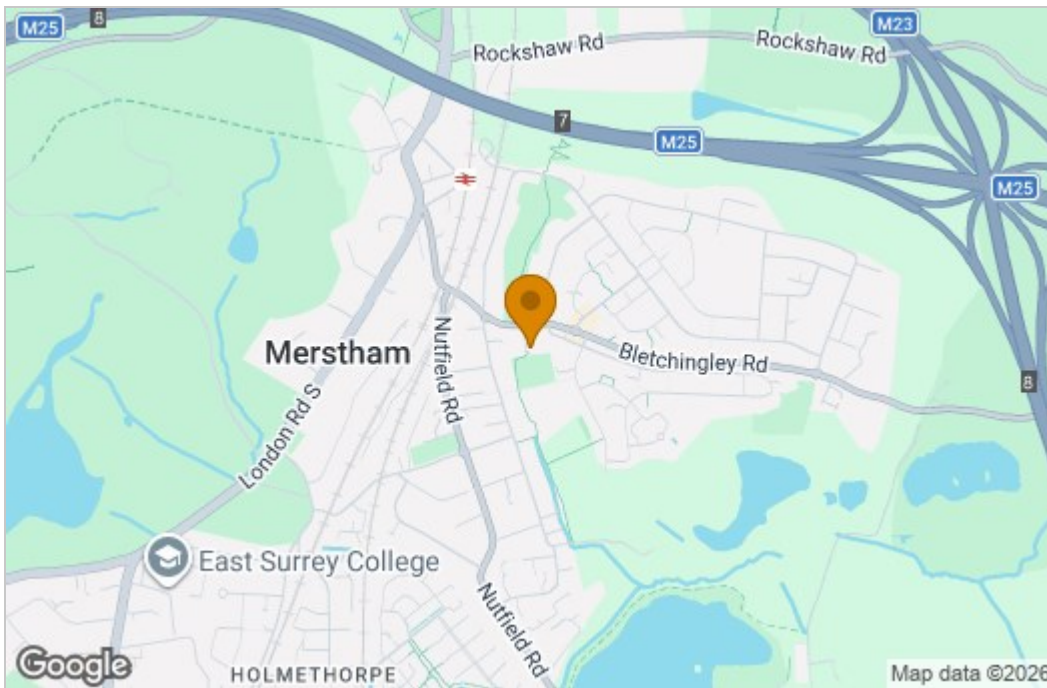 M25
8
M23
Rockshaw Rd
Rockshaw Rd
7
M25
M25
Merstham
Nutfield Rd
Bletchingley Rd
8
London Rd S
East Surrey College
Nutfield Rd
HOLMETHORPE
Google
Map data ©2026